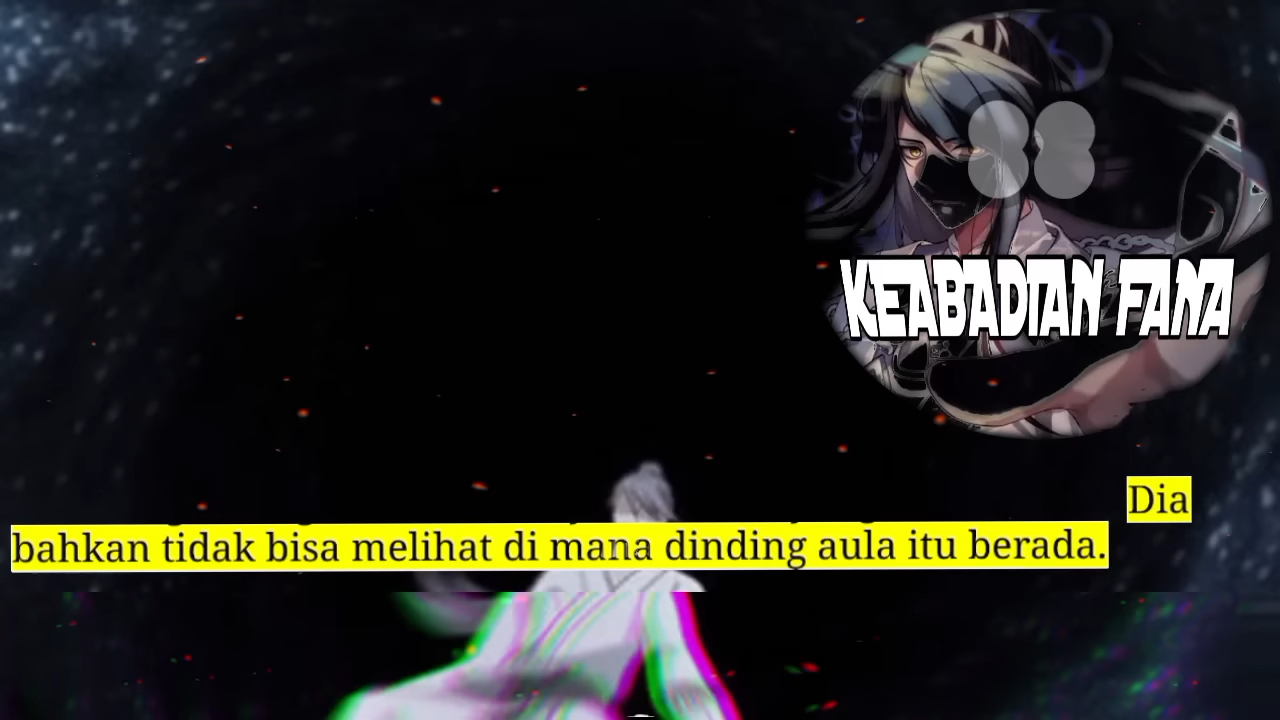 KEABADIAN FANA
Dia
bahkan tidak bisa melihat di mana dinding aula itu berada.